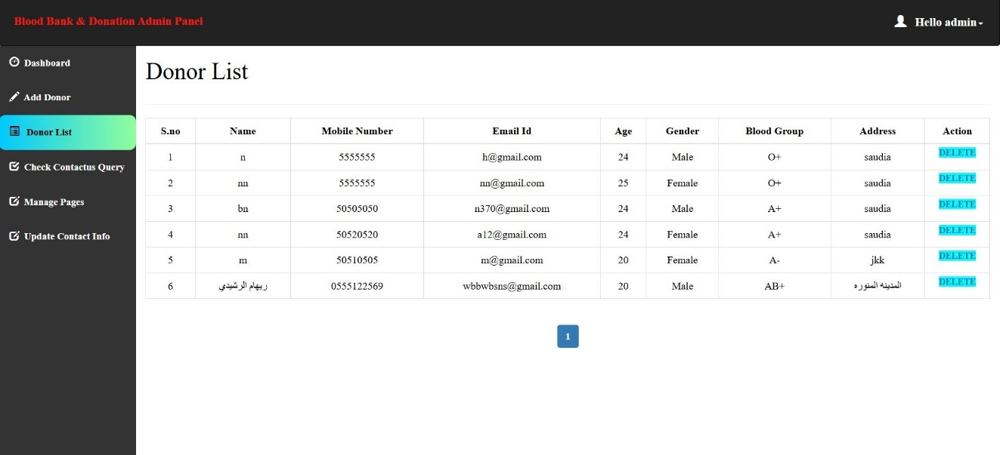 Blood Bank & Donation Admin Panel
Hello admin
Dashboard
Add Donor
Donor List
Check Contactus Query
Manage Pages
Update Contact Info
Donor List
S.no Name Mobile Number Email Id Age Gender Blood Group Address Action
1 n 5555555 h@gmail.com 24 Male O+ saudia DELETE
2 nn 5555555 nn@gmail.com 25 Female O+ saudia DELETE
3 bn 50505050 n370@gmail.com 24 Male A+ saudia DELETE
4 nn 50520520 a12@gmail.com 24 Female A+ saudia DELETE
5 m 50510505 m@gmail.com 20 Female A- jkk DELETE
6 ريهام الرشيدي 0555122569 wbbwbsns@gmail.com 20 Male AB+ المدينه المنوره DELETE
1